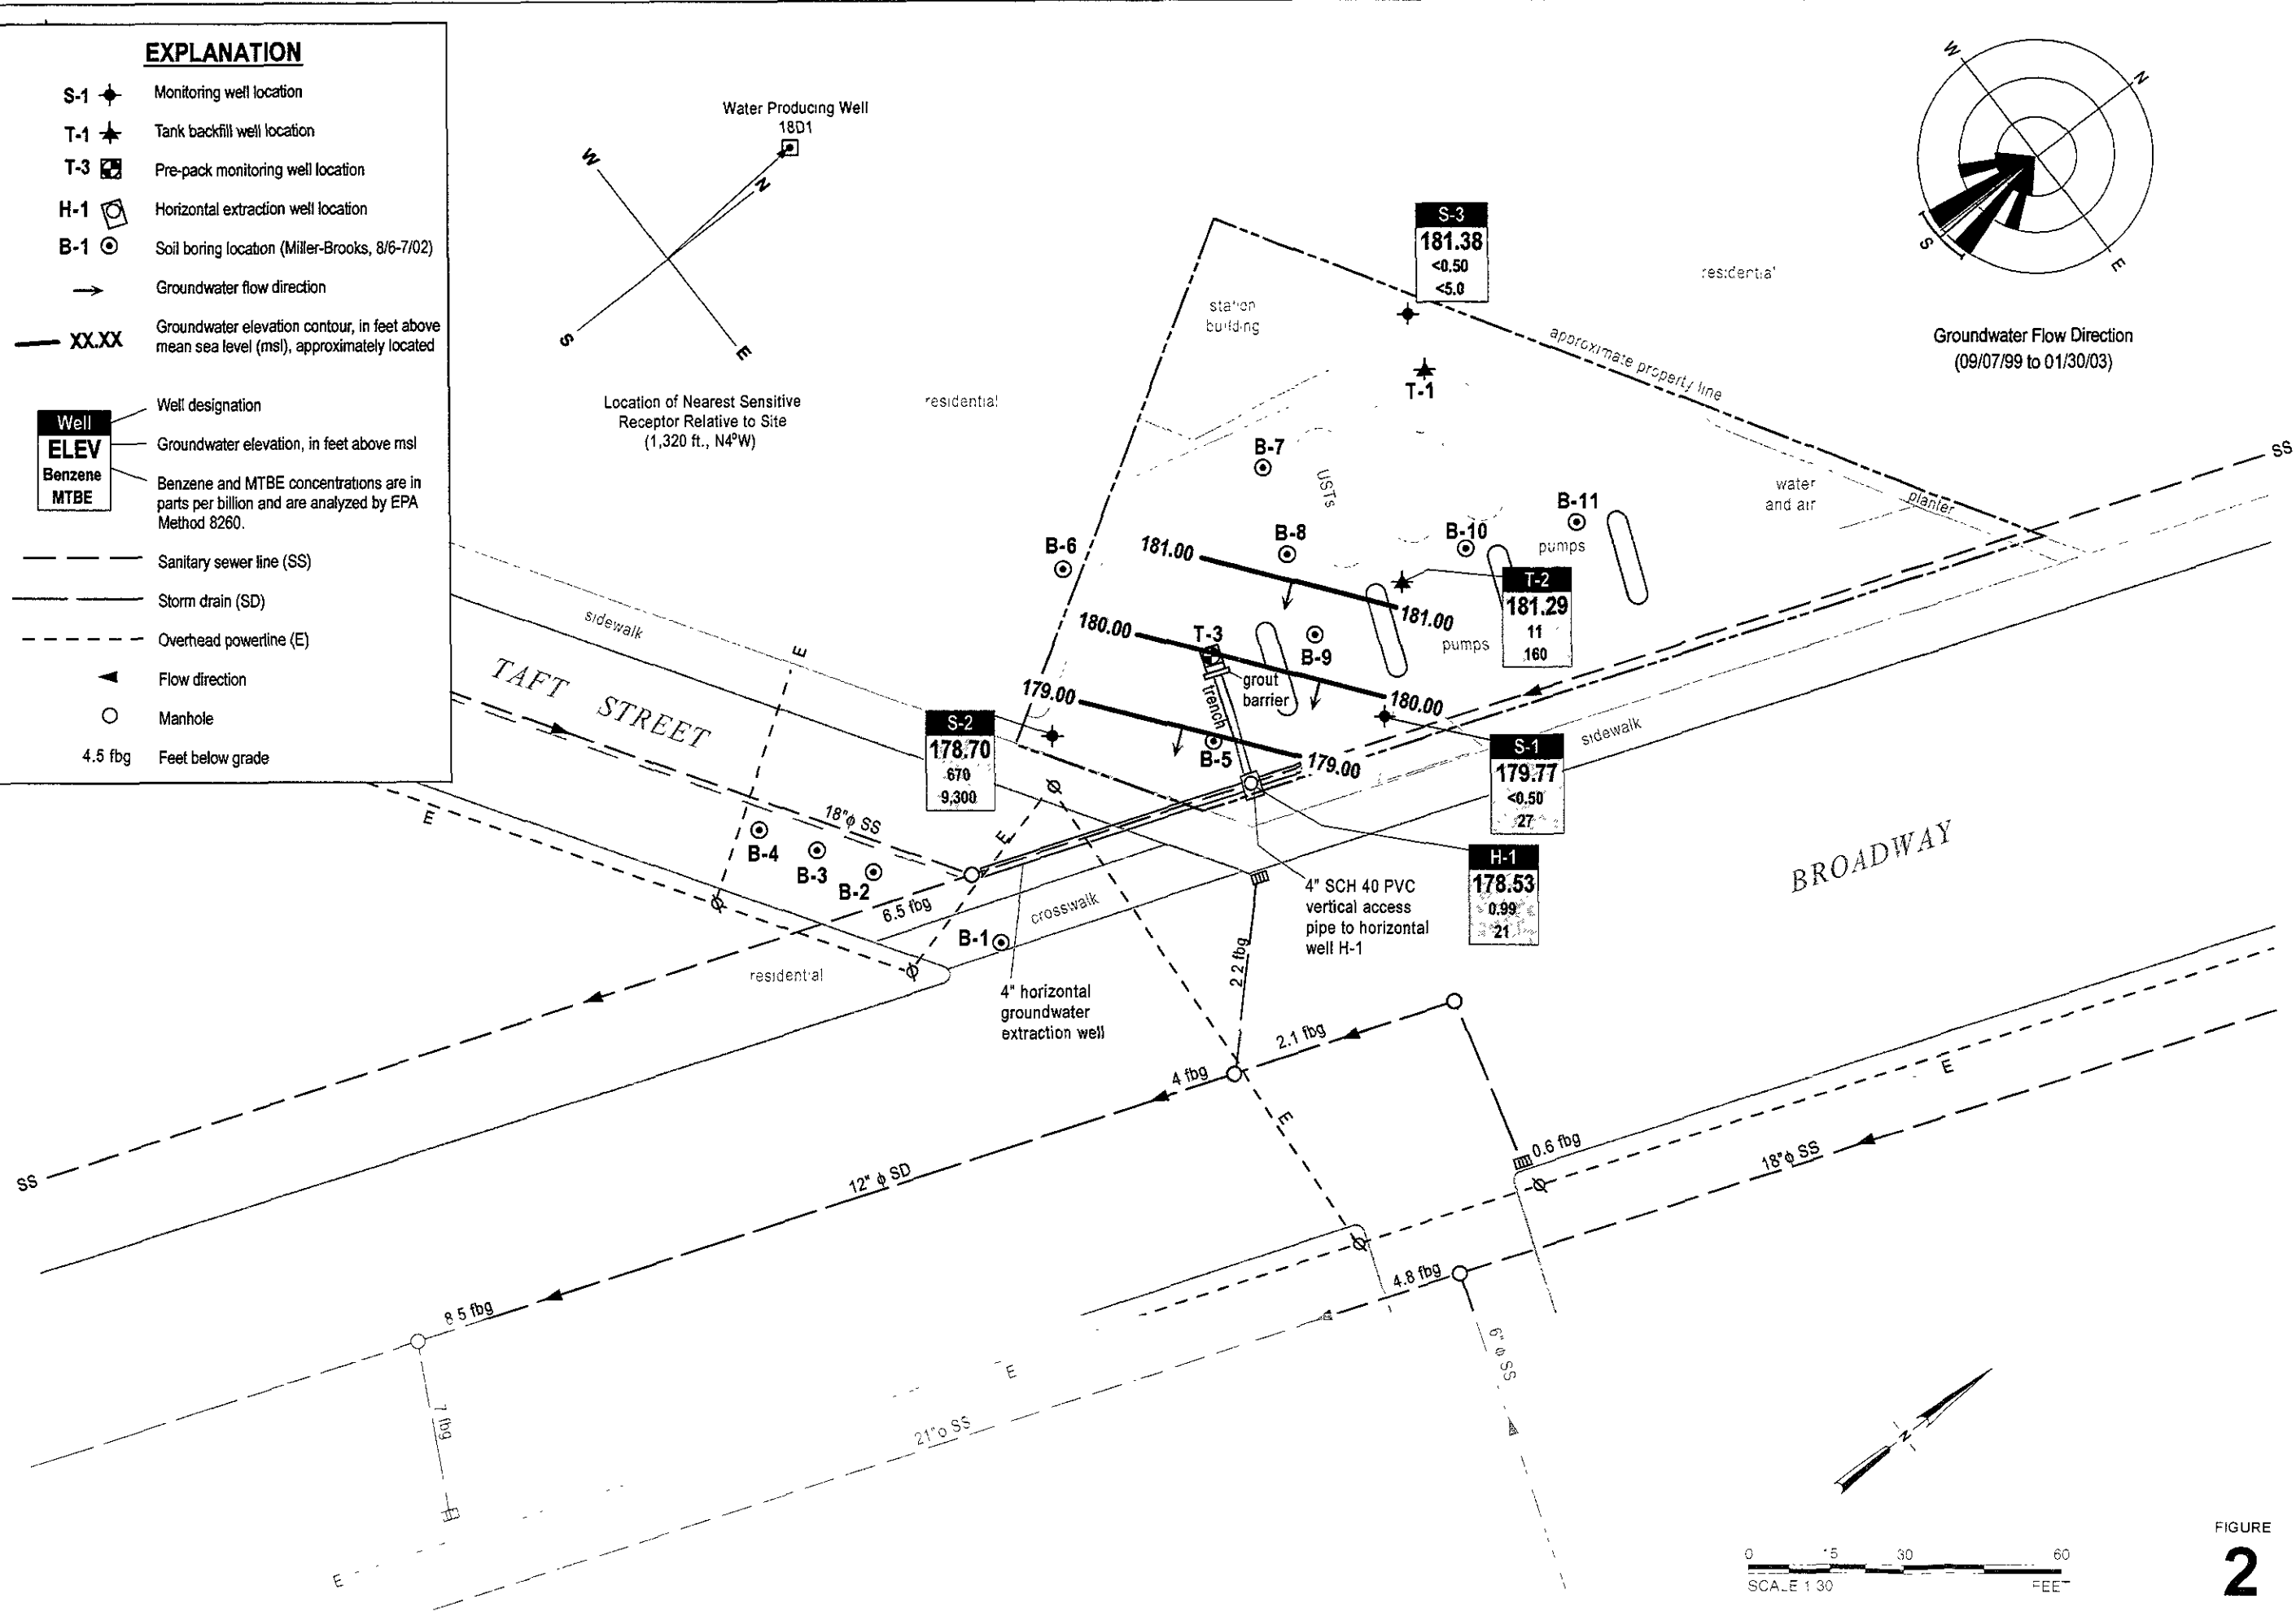 EXPLANATION
S-1 Monitoring well location
T-1 Tank backfill well location
T-3 Pre-pack monitoring well location
H-1 Horizontal extraction well location
B-1 Soil boring location (Miller-Brooks, 8/6-7/02)
Groundwater flow direction
XX.XX Groundwater elevation contour, in feet above
mean sea level (msl), approximately located
Well
ELEV
Benzene
MTBE
Well designation
Groundwater elevation, in feet above msl
Benzene and MTBE concentrations are in
parts per billion and are analyzed by EPA
Method 8260.
Sanitary sewer line (SS)
Storm drain (SD)
Overhead powerline (E)
Flow direction
Manhole
4.5 fbg Feet below grade
Water Producing Well
18D1
W
N
S
E
Location of Nearest Sensitive
Receptor Relative to Site
(1,320 ft., N4°W)
W
N
S
E
Groundwater Flow Direction
(09/07/99 to 01/30/03)
S-3
181.38
<0.50
<5.0
residential
station
building
approximate property line
T-1
residential
B-7
USTs
water
and air
planter
SS
B-11
B-10
pumps
B-8
B-6
181.00
181.00
T-2
181.29
11
160
180.00
T-3
B-9
pumps
grout
barrier
trench
180.00
179.00
B-5
179.00
sidewalk
sidewalk
E
TAFT STREET
S-2
178.70
670
9,300
S-1
179.77
<0.50
27
H-1
178.53
0.99
21
BROADWAY
18"ϕ SS
E
E
B-4
B-3
B-2
6.5 fbg
crosswalk
B-1
residential
4" SCH 40 PVC
vertical access
pipe to horizontal
well H-1
4" horizontal
groundwater
extraction well
2.2 fbg
2.1 fbg
4 fbg
E
E
0.6 fbg
18"ϕ SS
SS
12" ϕ SD
4.8 fbg
8.5 fbg
6" ϕ SS
E
7 fbg
21"ϕ SS
E
N
0 15 30 60
SCALE 1:30 FEET
FIGURE
2